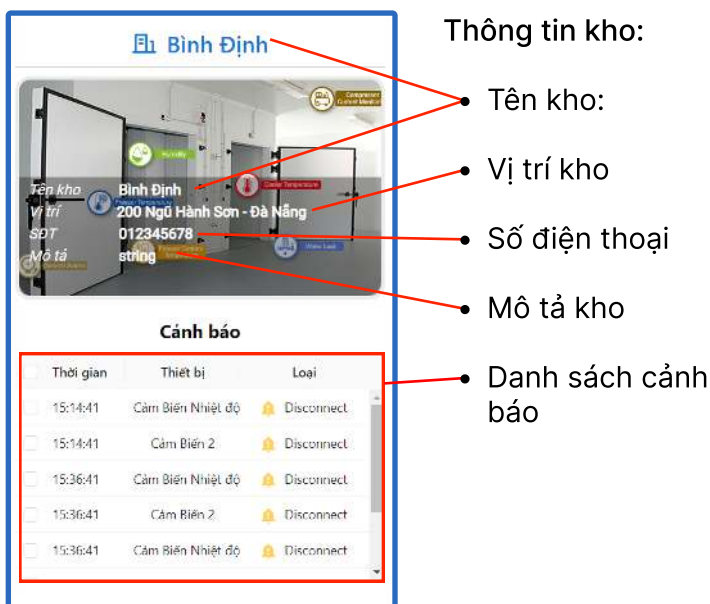 Bình Định
Thông tin kho:
Compressor
Current Monitor
Humidity
Cooler Temperature
Freezer Temperature
Water Leak
Tên kho Bình Định
Vị trí 200 Ngũ Hành Sơn - Đà Nẵng
SĐT 012345678
Mô tả string
• Tên kho:
• Vị trí kho
• Số điện thoại
• Mô tả kho
• Danh sách cảnh
báo
Cảnh báo
Thời gian Thiết bị Loại
15:14:41 Cảm Biến Nhiệt độ Disconnect
15:14:41 Cảm Biến 2 Disconnect
15:36:41 Cảm Biến Nhiệt độ Disconnect
15:36:41 Cảm Biến 2 Disconnect
15:36:41 Cảm Biến Nhiệt độ Disconnect